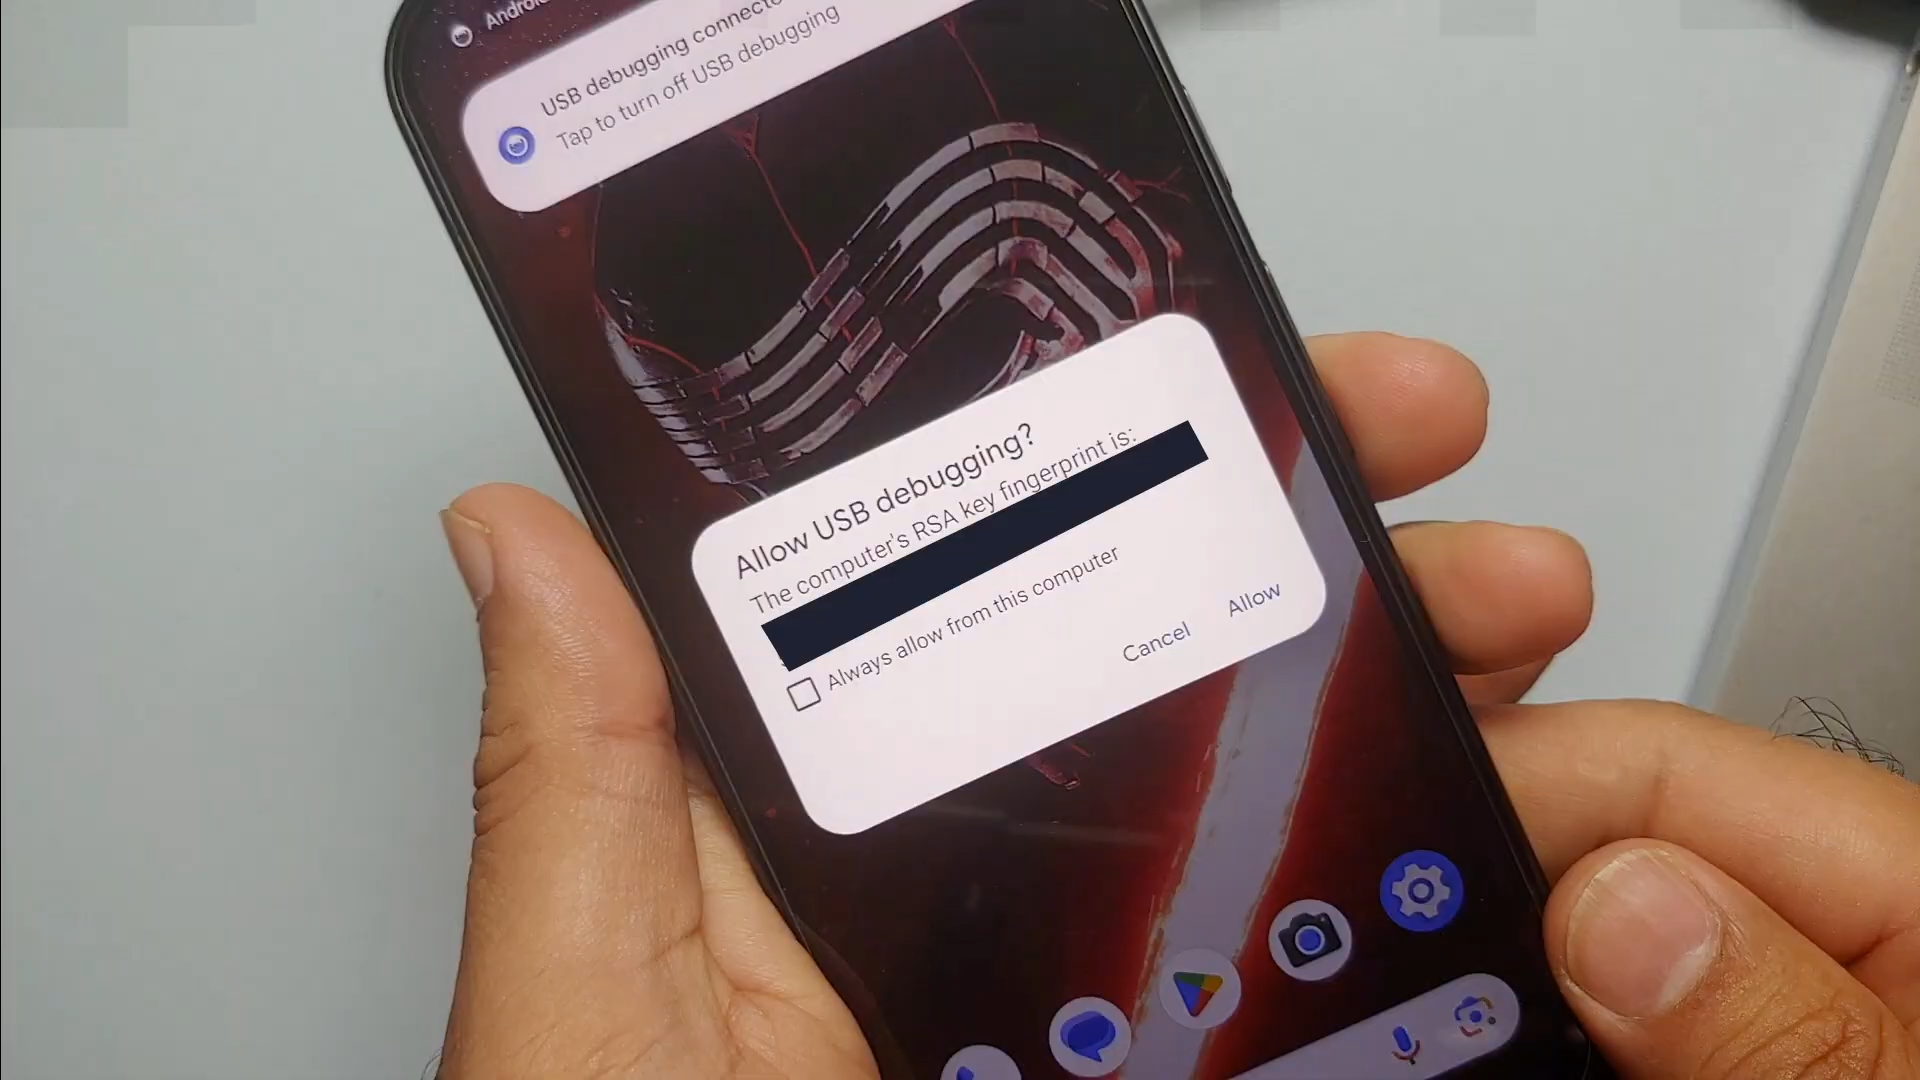 USB debugging
Tap to turn off USB debugging
Allow USB debugging?
The computer's RSA key fingerprint is:
Always allow from this computer
Cancel
Allow